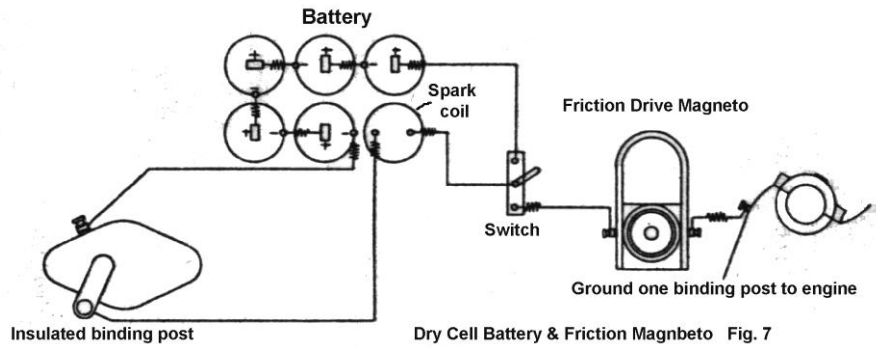 Battery
Spark
coil
Friction Drive Magneto
Switch
Ground one binding post to engine
Insulated binding post
Dry Cell Battery & Friction Magnbeto Fig. 7